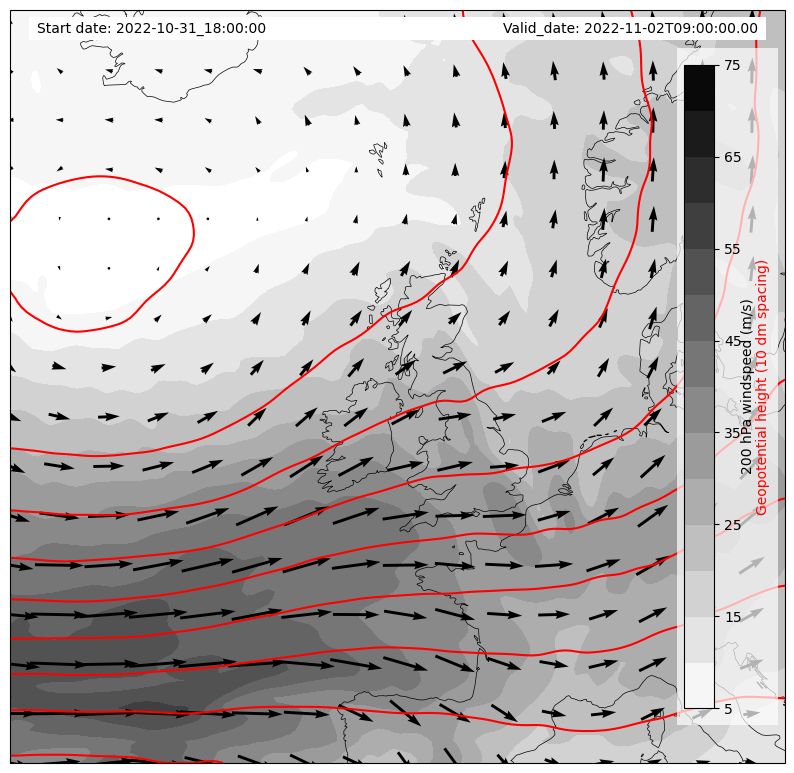 Start date: 2022-10-31_18:00:00
Valid_date: 2022-11-02T09:00:00.00
75
65
55
45
35
25
15
5
200 hPa windspeed (m/s)
Geopotential height (10 dm spacing)